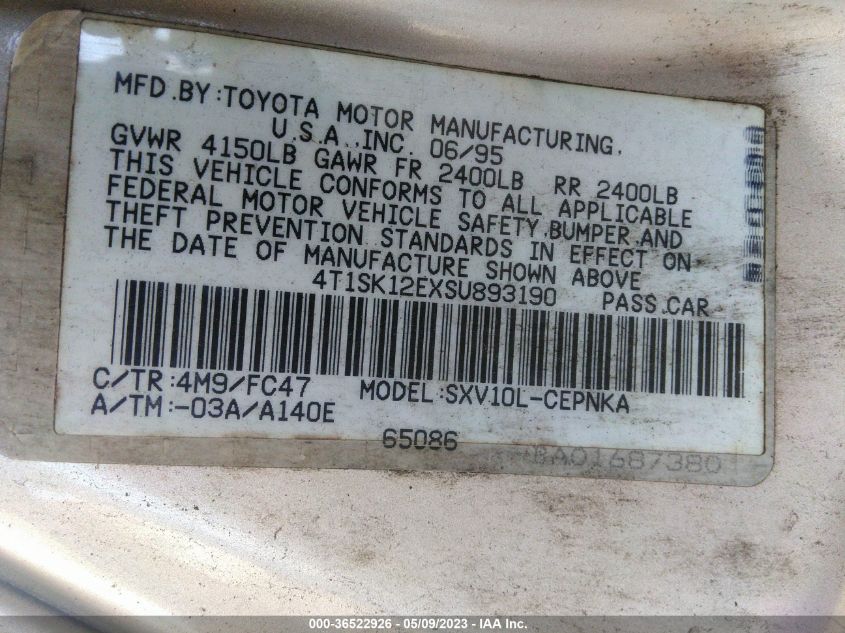 MFD.BY:TOYOTA MOTOR MANUFACTURING,
U.S.A.,INC. 06/95
GVWR 4150LB GAWR FR 2400LB RR 2400LB
THIS VEHICLE CONFORMS TO ALL APPLICABLE
FEDERAL MOTOR VEHICLE SAFETY,BUMPER,AND
THEFT PREVENTION STANDARDS IN EFFECT ON
THE DATE OF MANUFACTURE SHOWN ABOVE
4T1SK12EXSU893190 PASS.CAR
C/TR:4M9/FC47 MODEL:SXV10L-CEPNKA
A/TM:-03A/A140E
65086
BA01687380
000-36522926 - 05/09/2023 - IAA Inc.